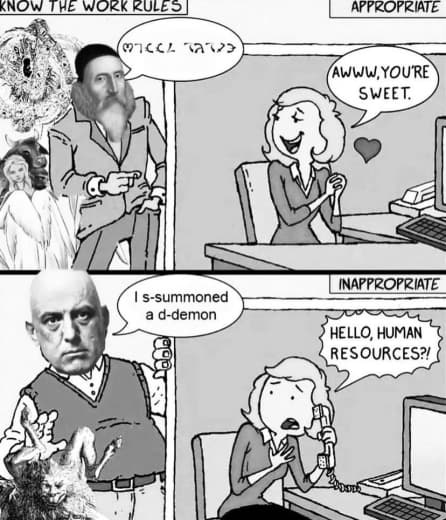 KNOW THE WORK RULES
APPROPRIATE
AWWW, YOU'RE
SWEET.
INAPPROPRIATE
I s-summoned
a d-demon
HELLO, HUMAN
RESOURCES?!